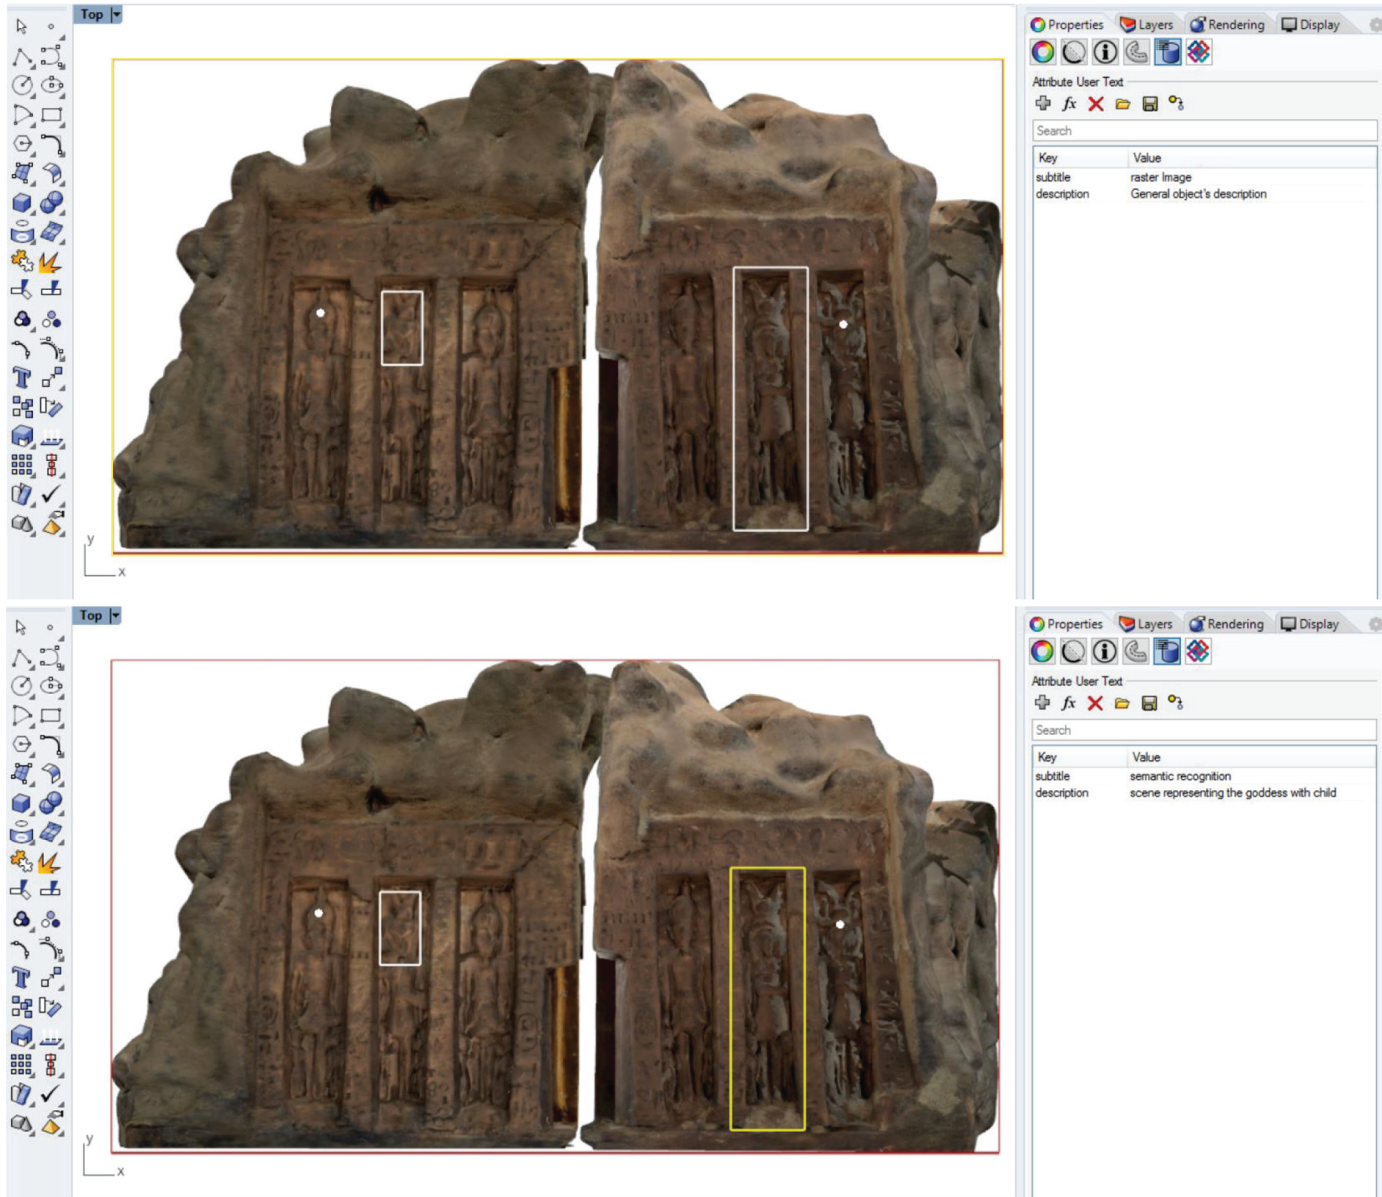 Top
Properties Layers Rendering Display
Attribute User Text
fx
Search
Key Value
subtitle raster Image
description General object's description
y
x
Top
Properties Layers Rendering Display
Attribute User Text
fx
Search
Key Value
subtitle semantic recognition
description scene representing the goddess with child
y
x